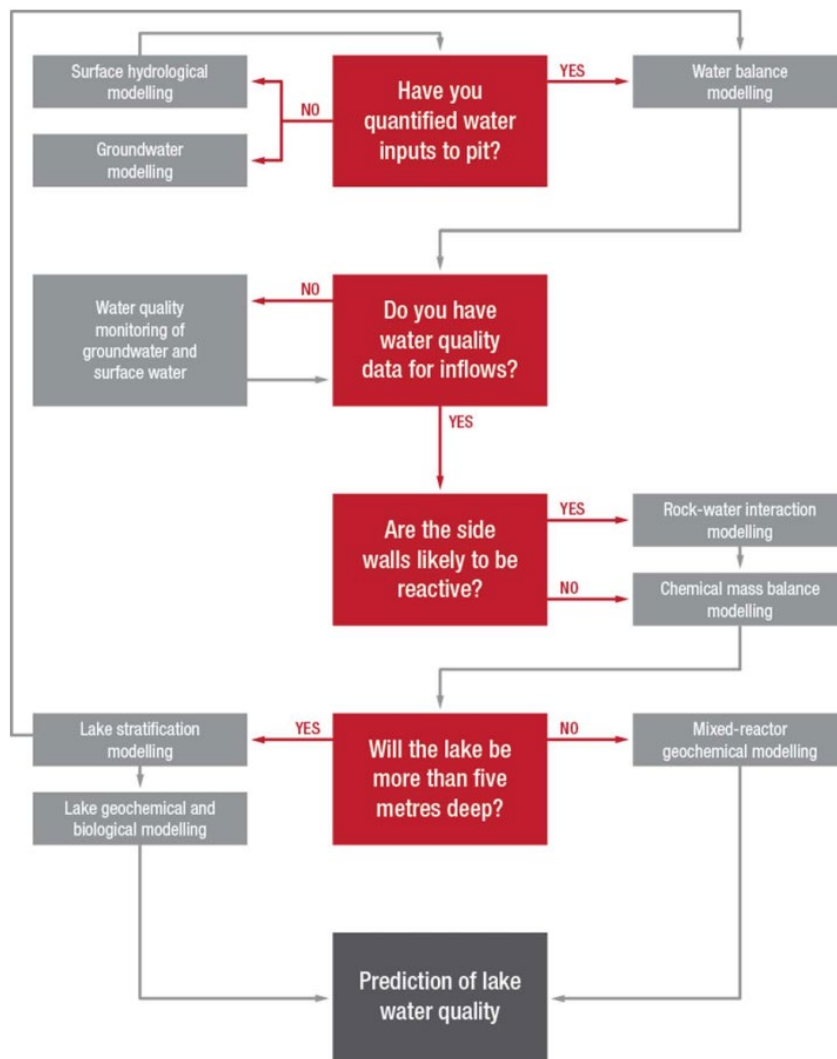 Surface hydrological
modelling
NO
Groundwater
modelling
Have you
quantified water
inputs to pit?
YES
Water balance
modelling
Water quality
monitoring of
groundwater and
surface water
NO
Do you have
water quality
data for inflows?
YES
Are the side
walls likely to be
reactive?
YES
Rock-water interaction
modelling
NO
Chemical mass balance
modelling
Lake stratification
modelling
YES
Will the lake be
more than five
metres deep?
NO
Mixed-reactor
geochemical modelling
Lake geochemical and
biological modelling
Prediction of lake
water quality